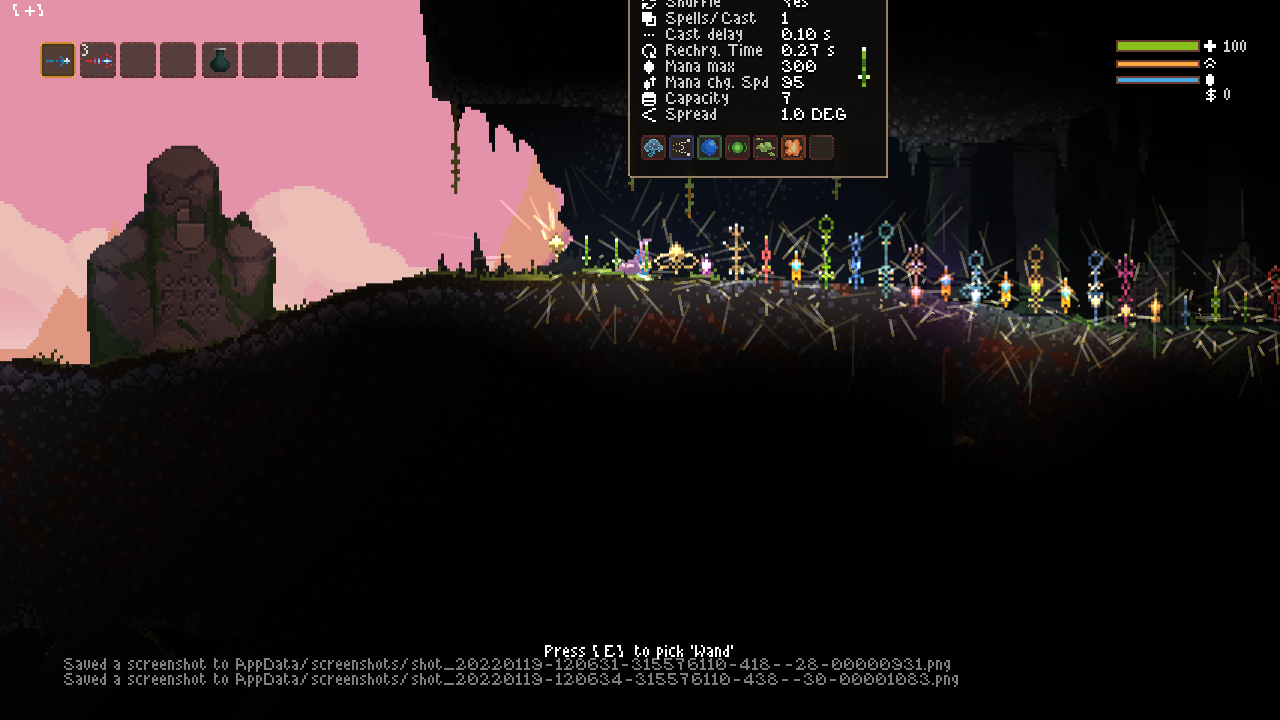 [+]
3
Shuffle Yes
Spells/Cast 1
Cast delay 0.10 s
Rechrg. Time 0.27 s
Mana max 300
Mana chg. Spd 95
Capacity 7
Spread 1.0 DEG
100
$ 0
Press [E] to pick 'Wand'
Saved a screenshot to AppData/screenshots/shot_20220119-120631-315576110-418--28-00000931.png
Saved a screenshot to AppData/screenshots/shot_20220119-120634-315576110-438--30-00001083.png